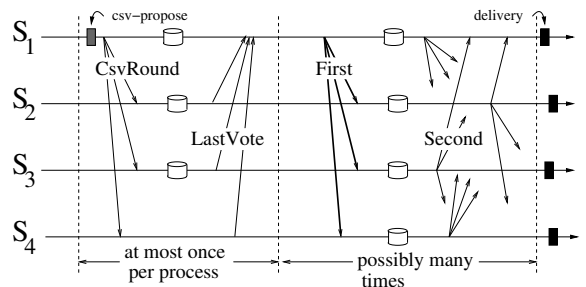 csv-propose
delivery
S1
CsvRound
First
S2
LastVote
Second
S3
S4
at most once
per process
possibly many
times